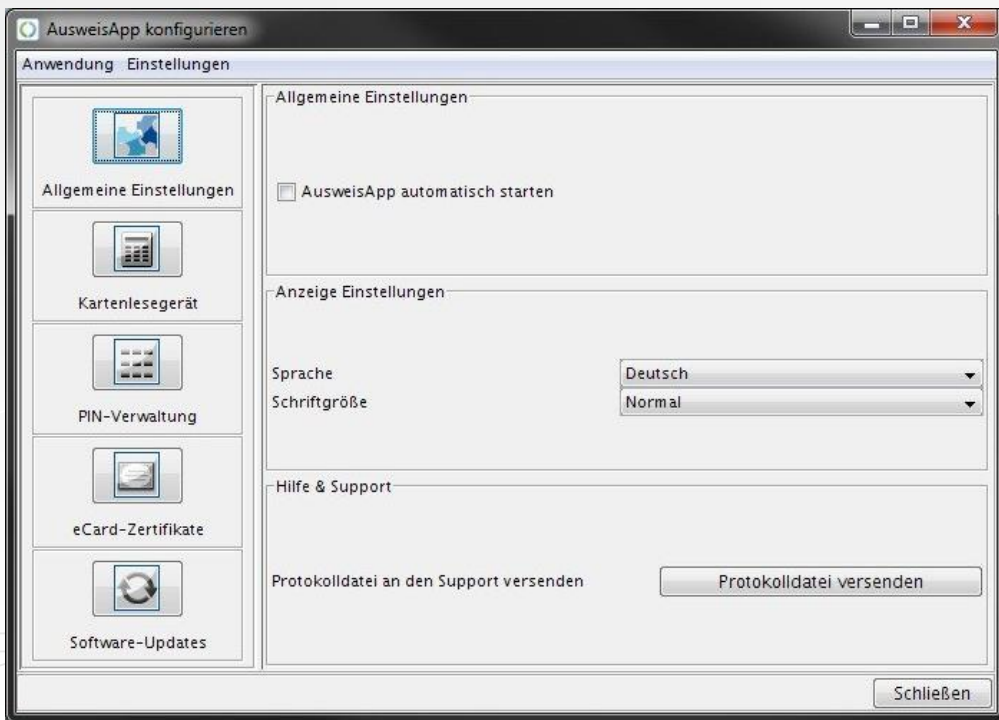 AusweisApp konfigurieren
Anwendung Einstellungen
Allgemeine Einstellungen
Kartenlesegerät
PIN-Verwaltung
eCard-Zertifikate
Software-Updates
Allgemeine Einstellungen
AusweisApp automatisch starten
Anzeige Einstellungen
Sprache Deutsch
Schriftgröße Normal
Hilfe & Support
Protokolldatei an den Support versenden Protokolldatei versenden
Schließen